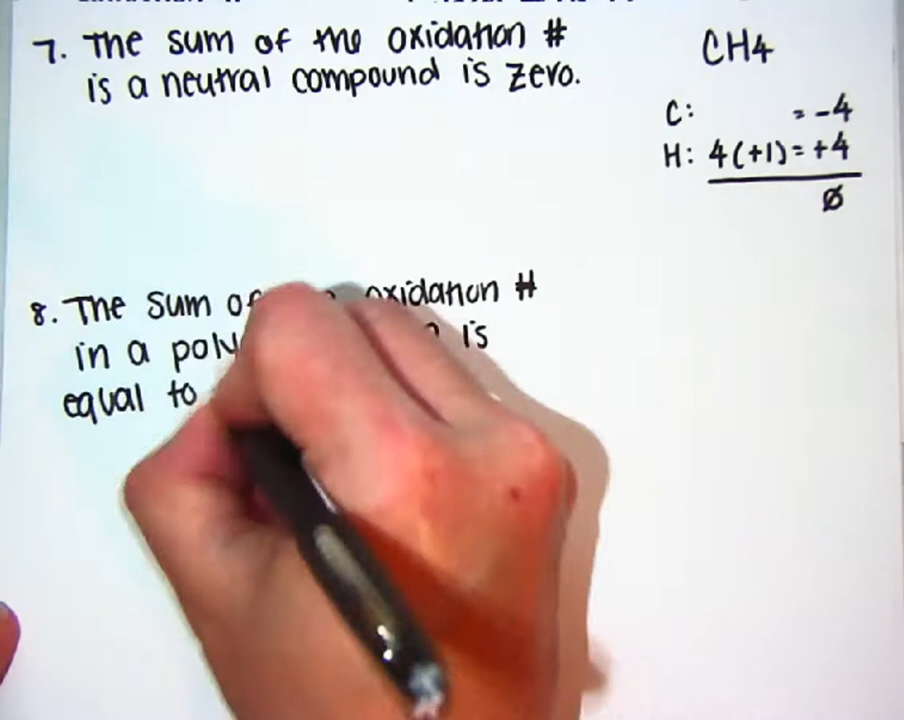 7. The sum of the oxidation #
is a neutral compound is zero.
CH4
C: = -4
H: 4(+1) = +4
Ø
8. The sum of oxidation #
in a is
equal to